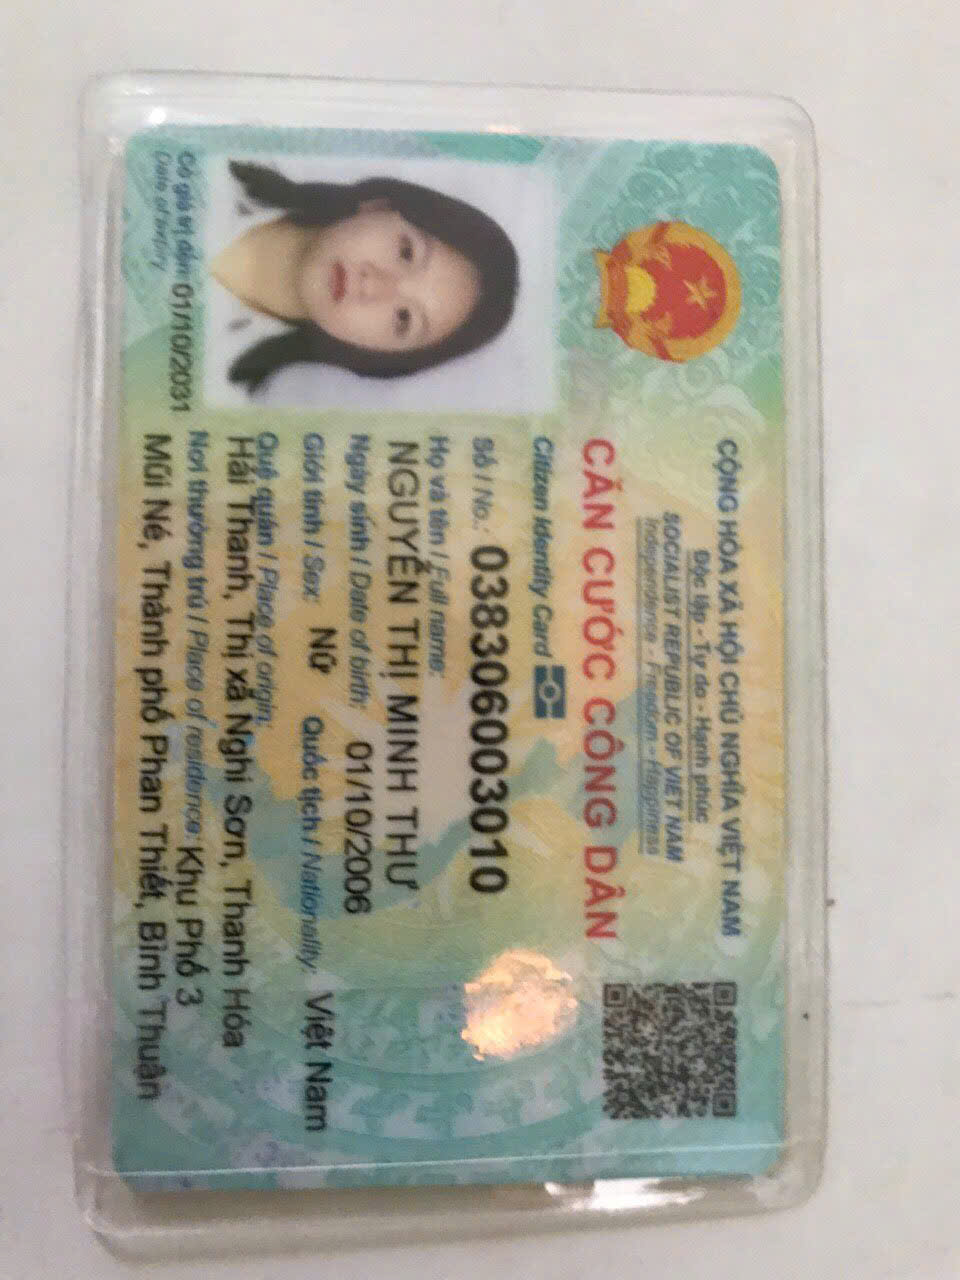 CỘNG HÒA XÃ HỘI CHỦ NGHĨA VIỆT NAM
Độc lập - Tự do - Hạnh phúc
SOCIALIST REPUBLIC OF VIET NAM
Independence - Freedom - Happiness
CĂN CƯỚC CÔNG DÂN
Citizen Identity Card
Số / No.: 038306003010
Họ và tên / Full name:
NGUYỄN THỊ MINH THƯ
Ngày sinh / Date of birth: 01/10/2006
Giới tính / Sex: Nữ Quốc tịch / Nationality: Việt Nam
Quê quán / Place of origin:
Hải Thanh, Thị xã Nghi Sơn, Thanh Hóa
Nơi thường trú / Place of residence: Khu Phố 3
Mũi Né, Thành phố Phan Thiết, Bình Thuận
Có giá trị đến: 01/10/2031
Date of expiry